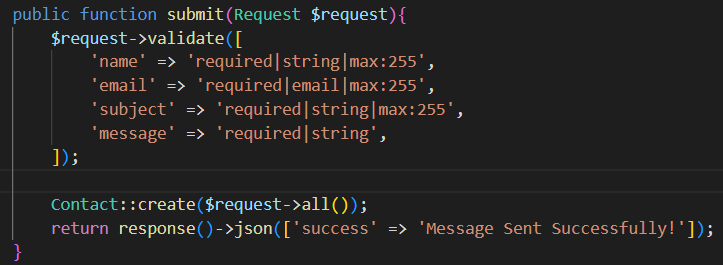 public function submit(Request $request){
    $request->validate([
        'name' => 'required|string|max:255',
        'email' => 'required|email|max:255',
        'subject' => 'required|string|max:255',
        'message' => 'required|string',
    ]);

    Contact::create($request->all());
    return response()->json(['success' => 'Message Sent Successfully!']);
}